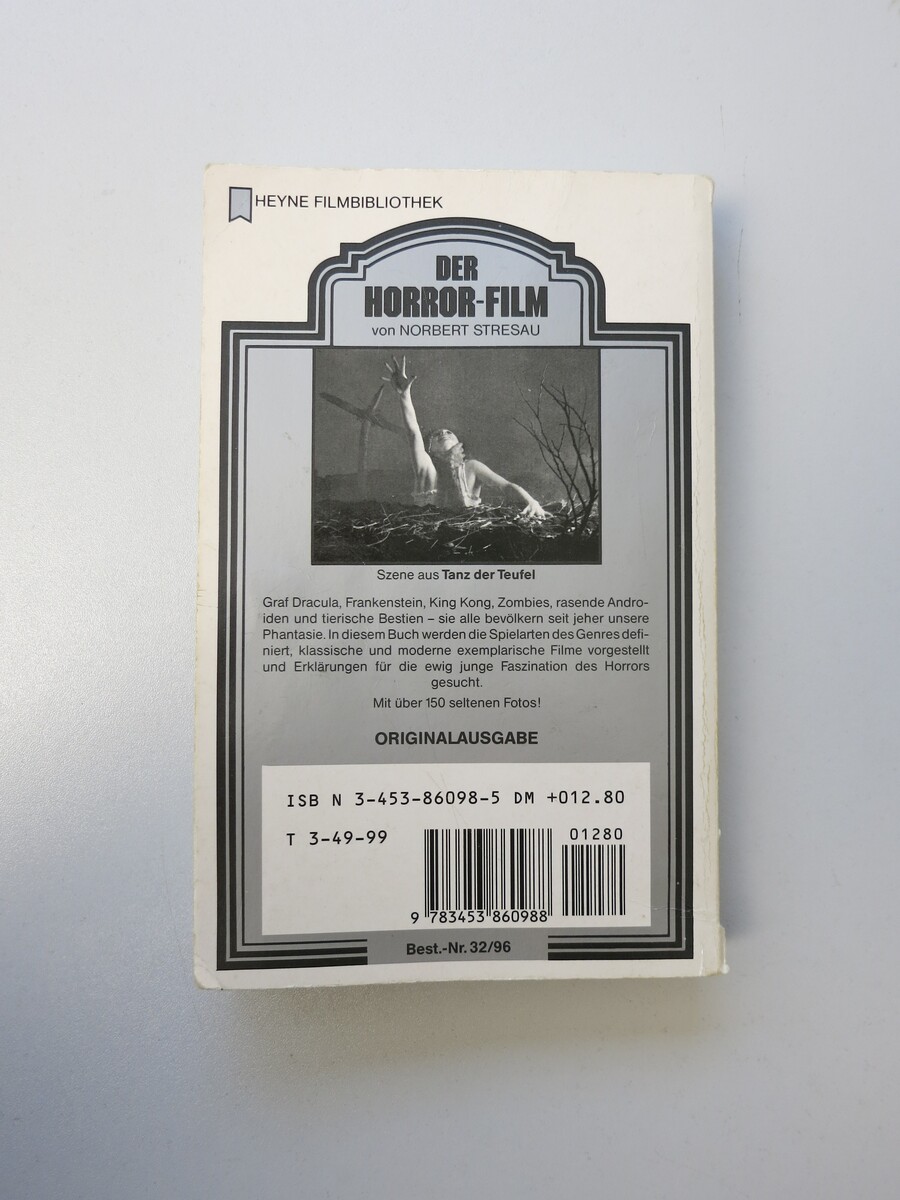 HEYNE FILMBIBLIOTHEK
DER
HORROR-FILM
von NORBERT STRESAU
Szene aus Tanz der Teufel
Graf Dracula, Frankenstein, King Kong, Zombies, rasende Andro-
iden und tierische Bestien – sie alle bevölkern seit jeher unsere
Phantasie. In diesem Buch werden die Spielarten des Genres defi-
niert, klassische und moderne exemplarische Filme vorgestellt
und Erklärungen für die ewig junge Faszination des Horrors
gesucht.
Mit über 150 seltenen Fotos!
ORIGINALAUSGABE
ISB N 3-453-86098-5 DM +012.80
T 3-49-99
01280
9 783453 860988
Best.-Nr. 32/96